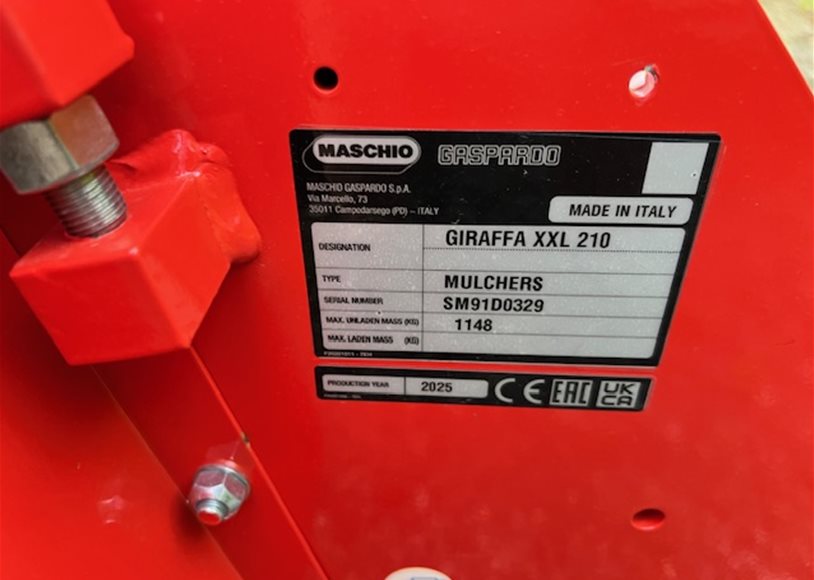 MASCHIO GASPARDO
MASCHIO GASPARDO S.p.A.
Via Marcello, 73
35011 Campodarsego (PD) – ITALY
MADE IN ITALY
DESIGNATION GIRAFFA XXL 210
TYPE MULCHERS
SERIAL NUMBER SM91D0329
MAX. UNLADEN MASS (KG) 1148
MAX. LADEN MASS (KG)
PRODUCTION YEAR 2025 CE EAC UK CA